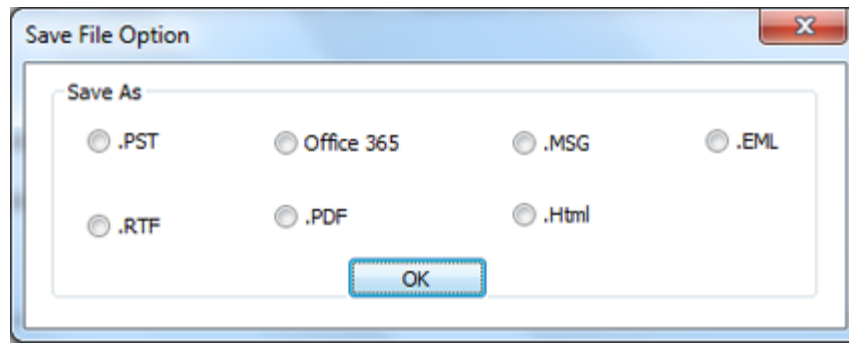 Save File Option
Save As
.PST Office 365 .MSG .EML
.RTF .PDF .Html
OK